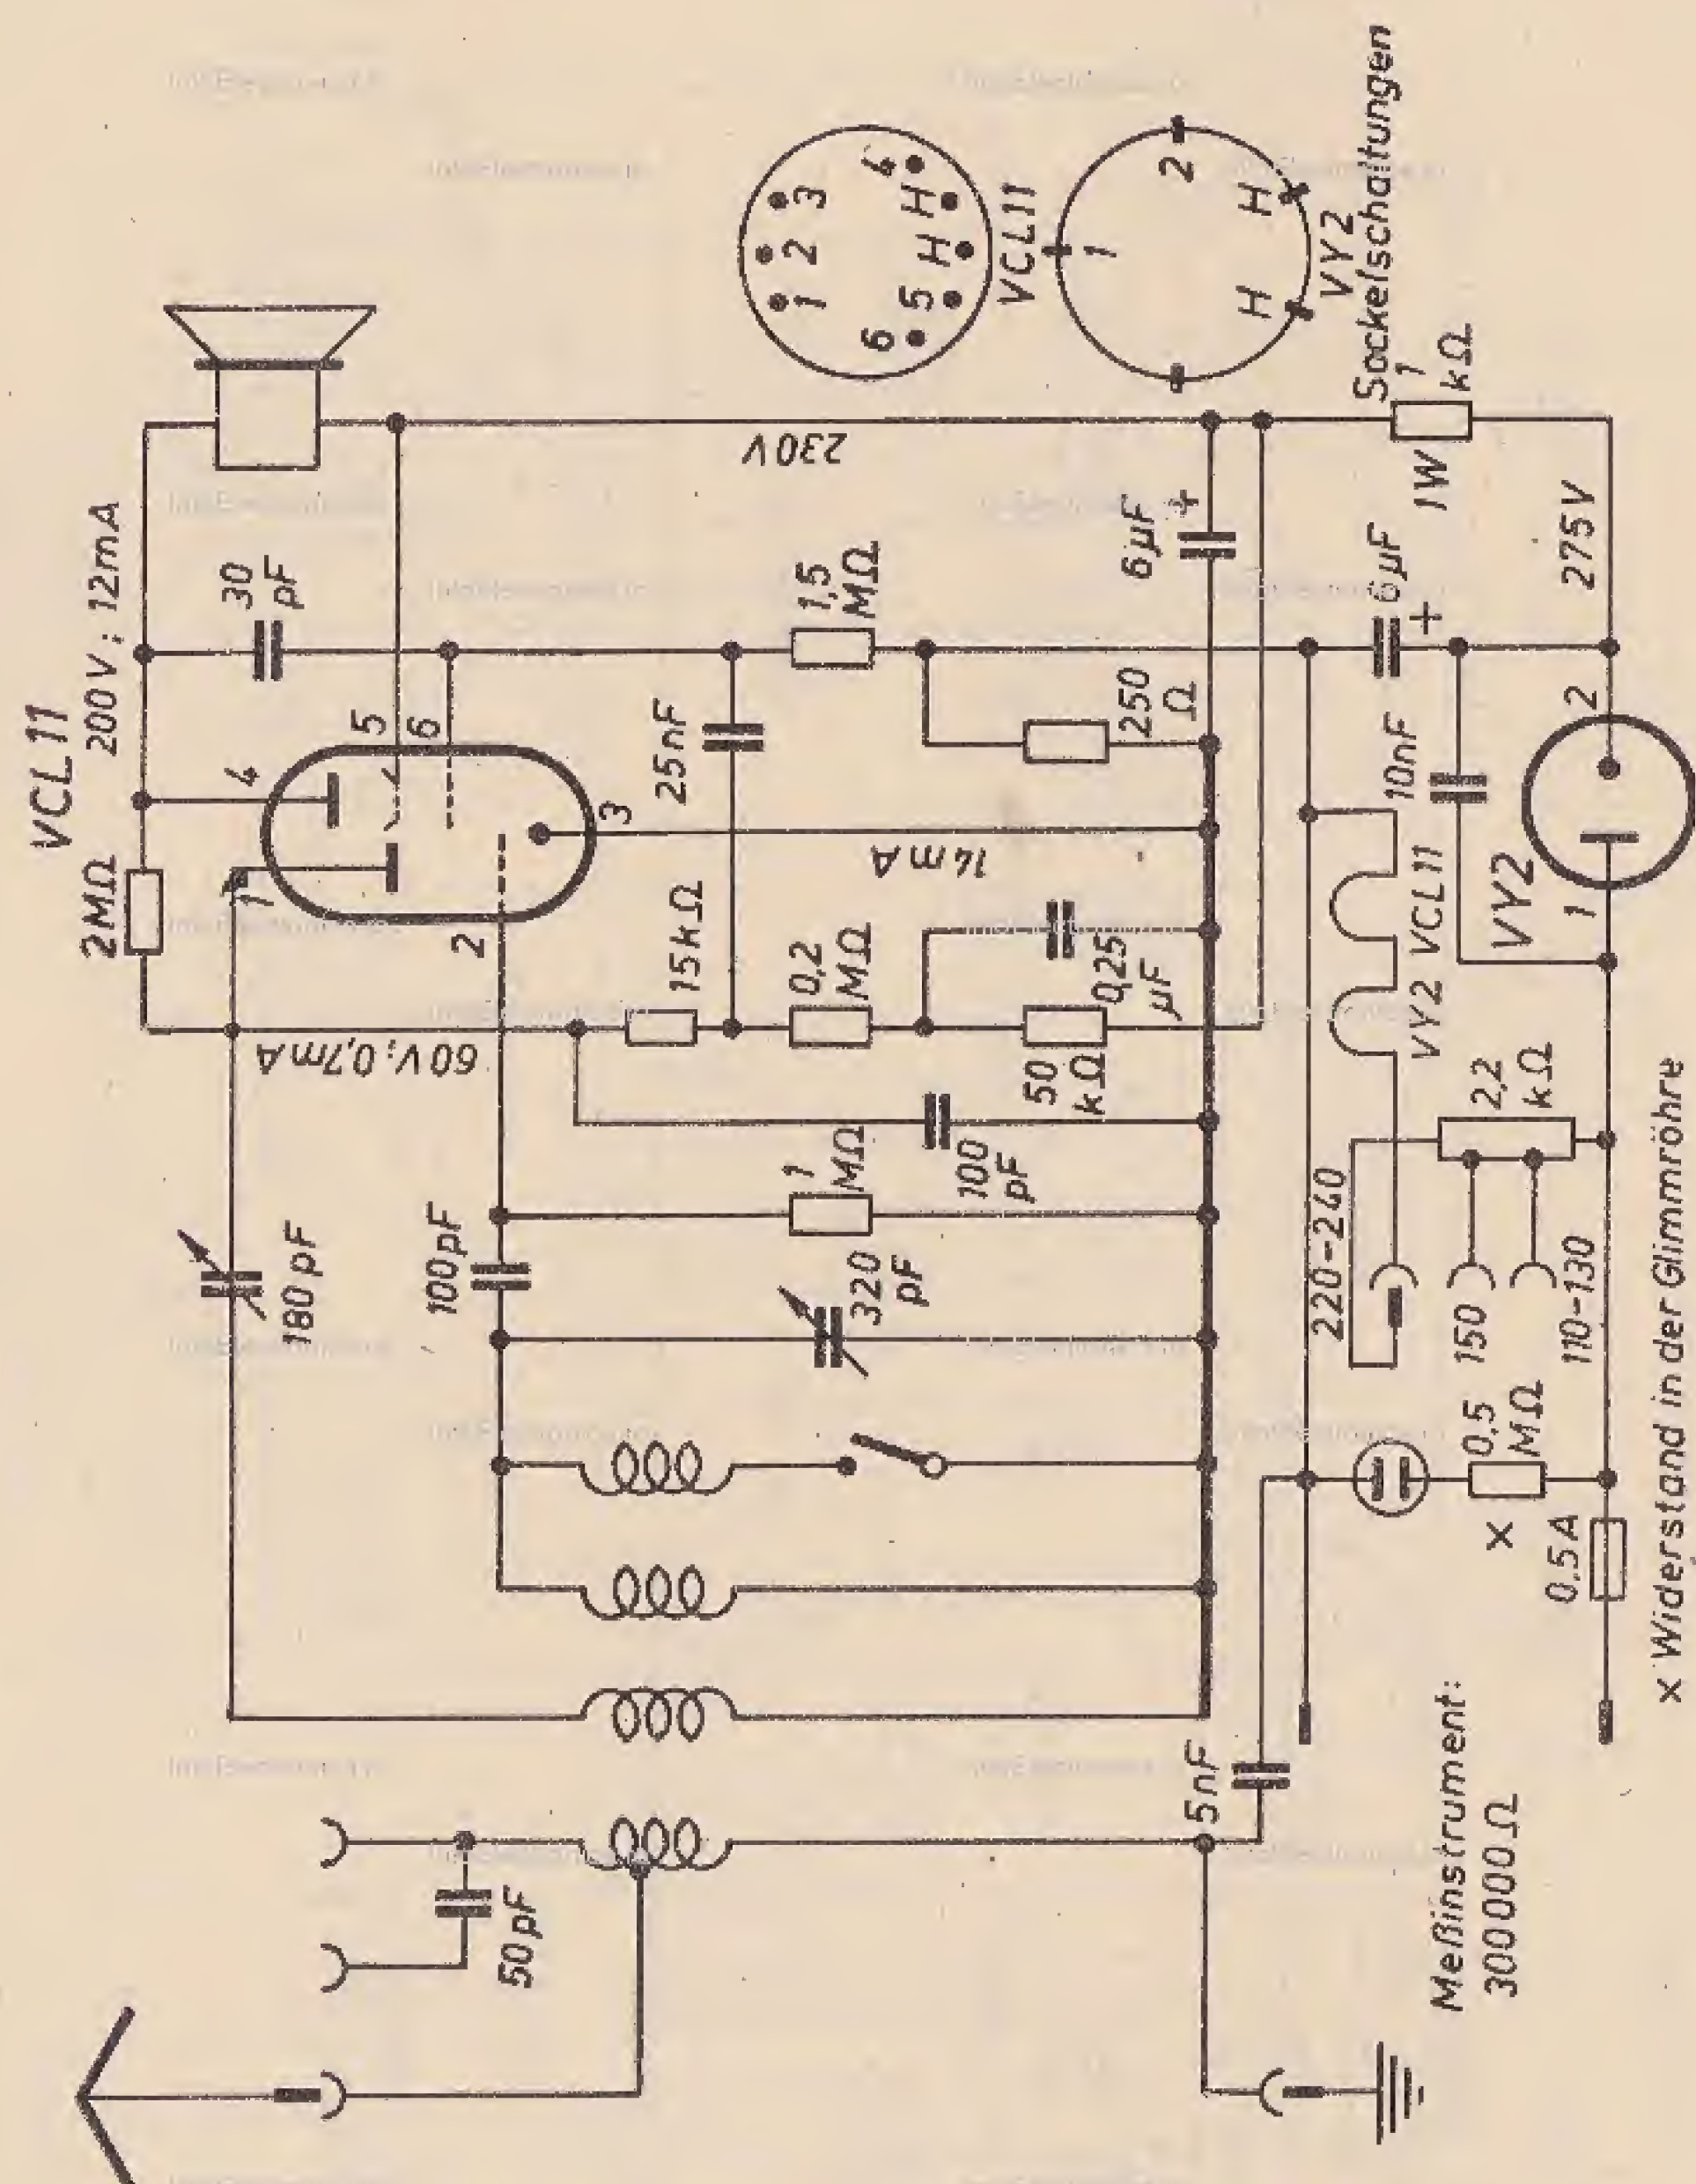 VCL11
200V; 12mA
2MΩ
30
pF
4
5
6
1
2
3
180 pF
60V; 0,7mA
100pF
15kΩ
25nF
0,2
MΩ
1,5
MΩ
230V
14mA
1
MΩ
320
pF
100
pF
50
kΩ
0,25
µF
250
Ω
6µF
+
50pF
5nF
220-240
150
110-130
2,2
kΩ
VY2 VCL11
10nF
6µF
+
1
kΩ
1W
275V
VY2
1
2
0,5
MΩ
x
0,5A
1
2
3
4
H
H
5
6
VCL11
1
2
H
H
VY2
Sockelschaltungen
Meßinstrument:
300000Ω
x Widerstand in der Glimmröhre